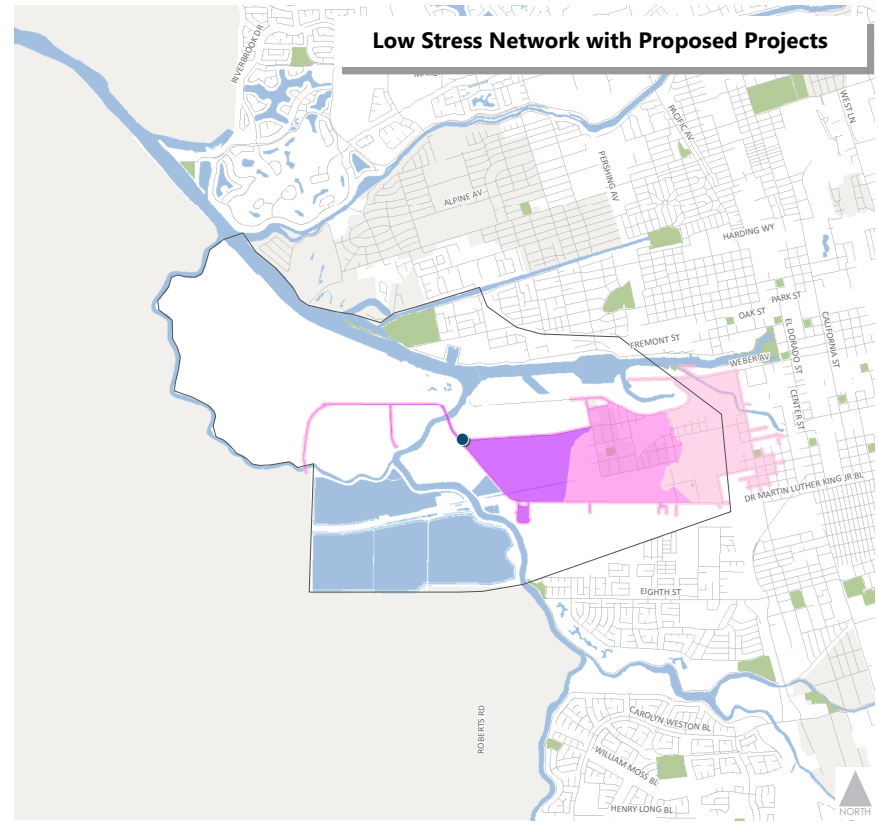 Low Stress Network with Proposed Projects
RIVERBROOK DR
PACIFIC AV
WEST LN
PERSHING AV
ALPINE AV
HARDING WY
PARK ST
OAK ST
EL DORADO ST
CALIFORNIA ST
FREMONT ST
WEBER AV
CENTER ST
DR MARTIN LUTHER KING JR BL
EIGHTH ST
ROBERTS RD
CAROLYN WESTON BL
WILLIAM MOSS BL
HENRY LONG BL
NORTH